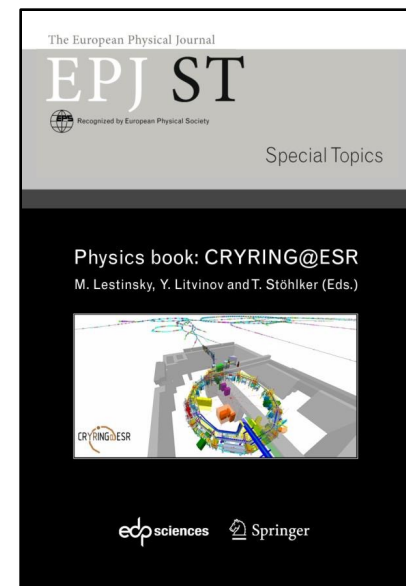 The European Physical Journal
EPJ ST
EPS Recognized by European Physical Society
Special Topics
Physics book: CRYRING@ESR
M. Lestinsky, Y. Litvinov and T. Stöhlker (Eds.)
CRYRING@ESR
edp sciences Springer